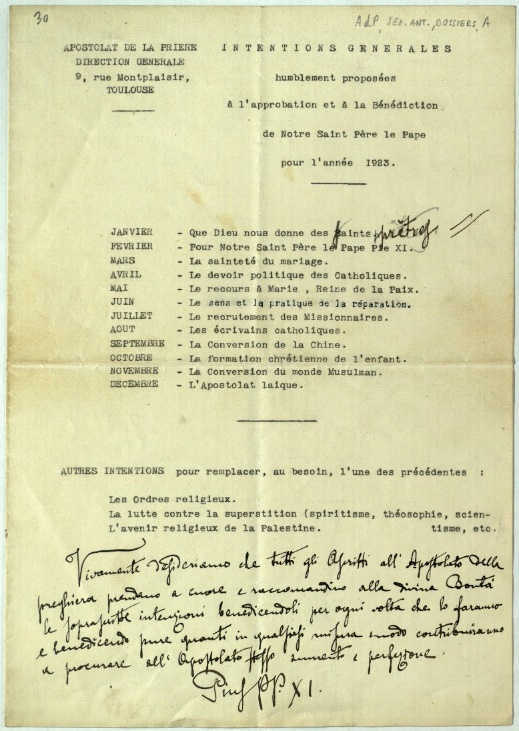 30
AdP, SEZ. ANT., DOSSIERS, A
APOSTOLAT DE LA PRIERE
DIRECTION GENERALE
9, rue Montplaisir,
TOULOUSE
INTENTIONS GENERALES
humblement proposées
à l'approbation et à la Bénédiction
de Notre Saint Père le Pape
pour l'année 1923.
JANVIER - Que Dieu nous donne des Saints prêtres
FEVRIER - Pour Notre Saint Père le Pape Pie XI.
MARS - La sainteté du mariage.
AVRIL - Le devoir politique des Catholiques.
MAI - Le recours à Marie , Reine de la Paix.
JUIN - Le sens et la pratique de la réparation.
JUILLET - Le recrutement des Missionnaires.
AOUT - Les écrivains catholiques.
SEPTEMBRE - La Conversion de la Chine.
OCTOBRE - La formation chrétienne de l'enfant.
NOVEMBRE - La Conversion du monde Musulman.
DECEMBRE - L'Apostolat laique.
AUTRES INTENTIONS pour remplacer, au besoin, l'une des précédentes :
Les Ordres religieux.
La lutte contre la superstition (spiritisme, théosophie, scien-
L'avenir religieux de la Palestine. tisme, etc.
Vivamente desideriamo che tutti gli Ascritti all'Apostolato della
preghiera prendano a cuore e raccomandino alla divina Bontà
le soprascritte intenzioni benedicendoli per ogni volta che lo faranno
e benedicendo pure quanti in qualsiasi misura e modo contribuiranno
a procurare all'Apostolato stesso aumento e perfezione.
Pius PP. XI.